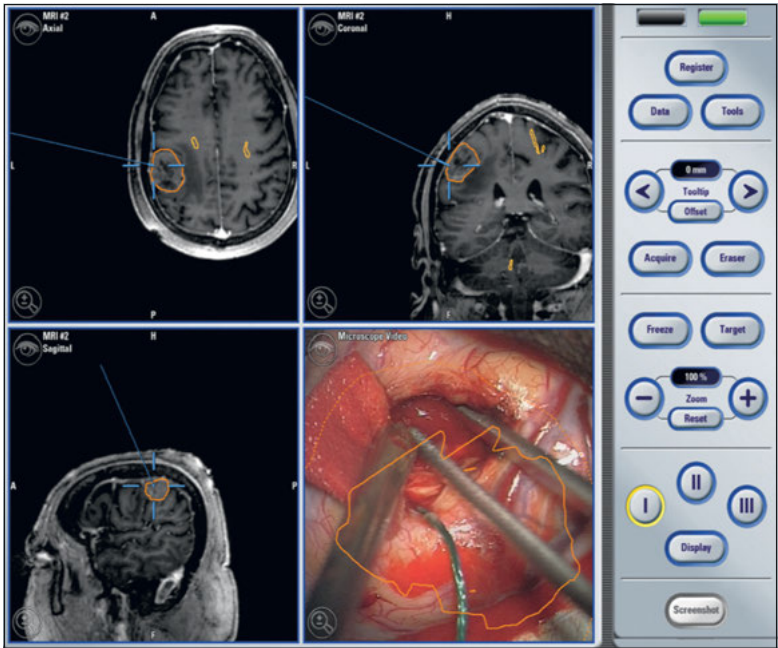 MRI #2
Axial
A
L
R
P
MRI #2
Coronal
H
L
R
F
MRI #2
Sagittal
H
A
P
F
Microscope Video
Register
Data
Tools
0 mm
<
Tooltip
>
Offset
Acquire
Eraser
Freeze
Target
100 %
−
Zoom
+
Reset
I
II
III
Display
Screenshot